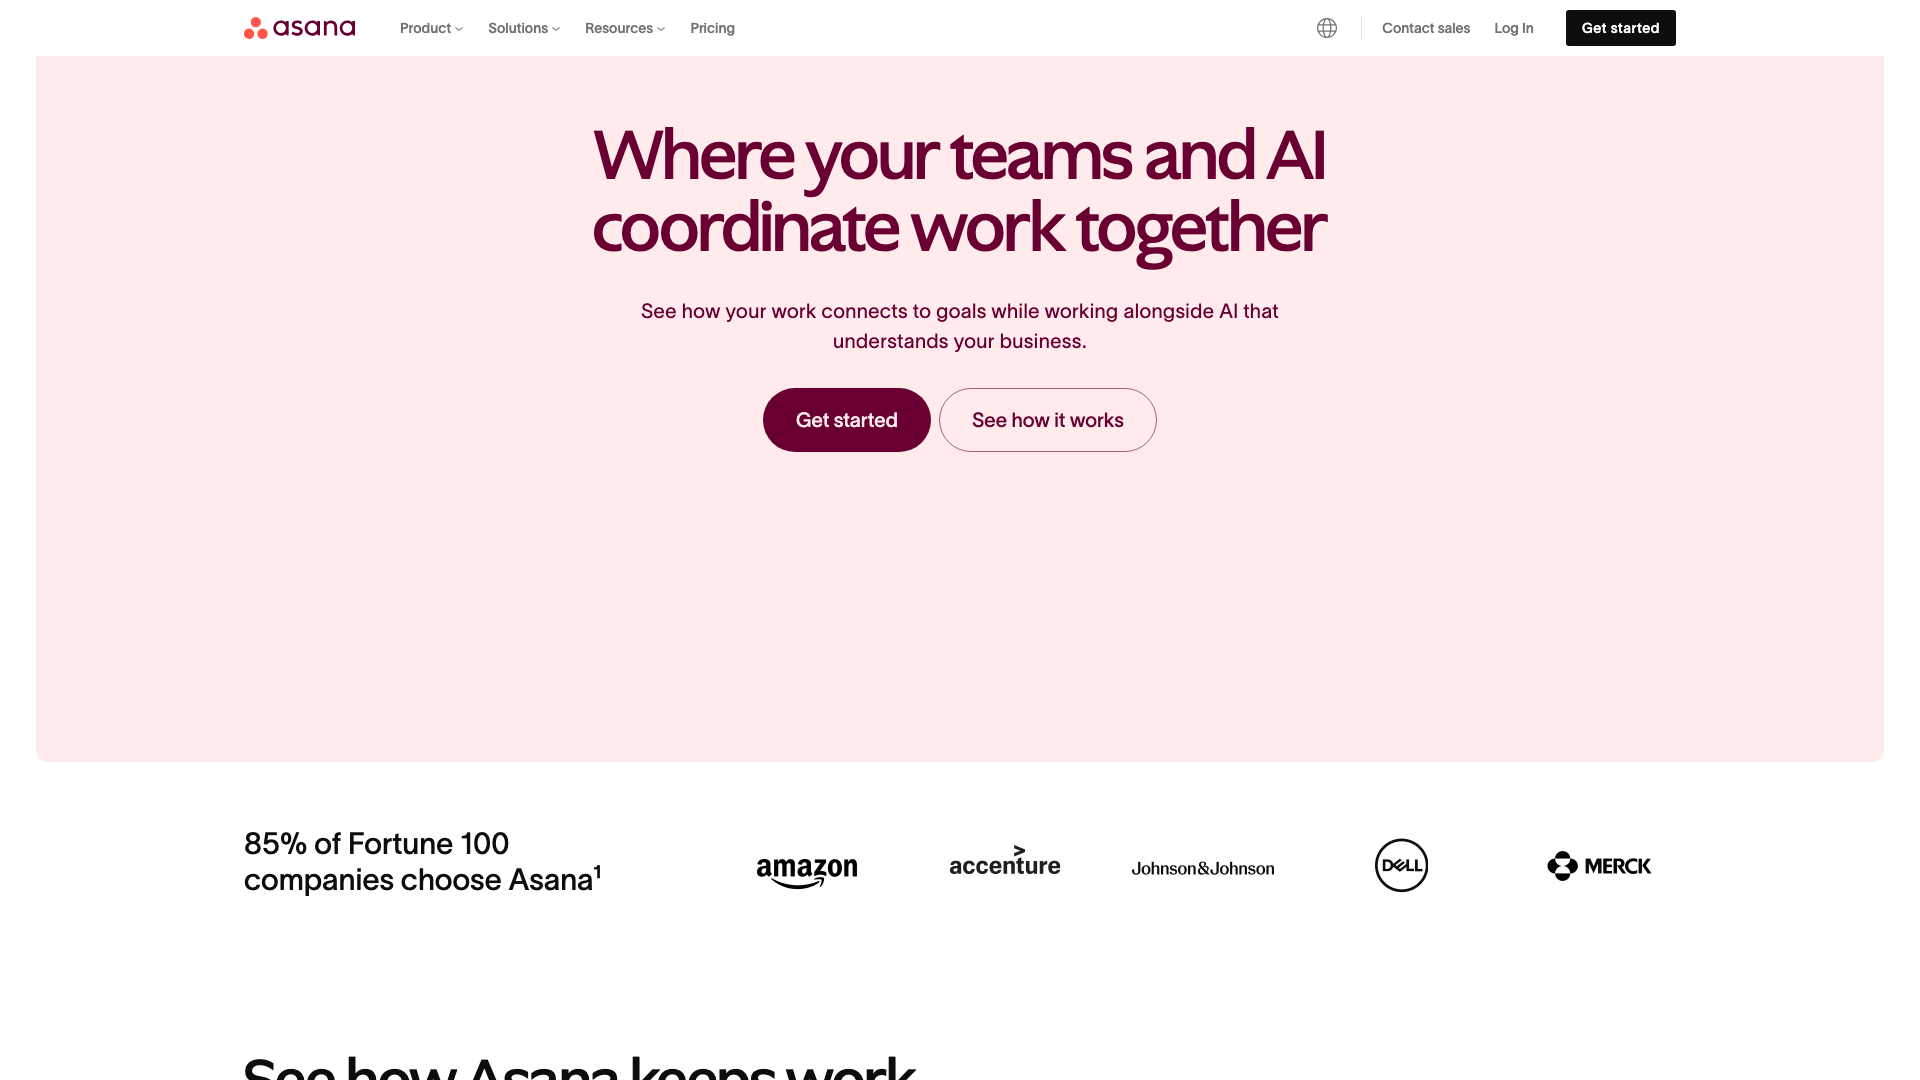 asana
Product
Solutions
Resources
Pricing
Contact sales
Log In
Get started
Where your teams and AI
coordinate work together
See how your work connects to goals while working alongside AI that
understands your business.
Get started
See how it works
85% of Fortune 100
companies choose Asana¹
amazon
accenture
Johnson&Johnson
DELL
MERCK
See how Asana keeps work